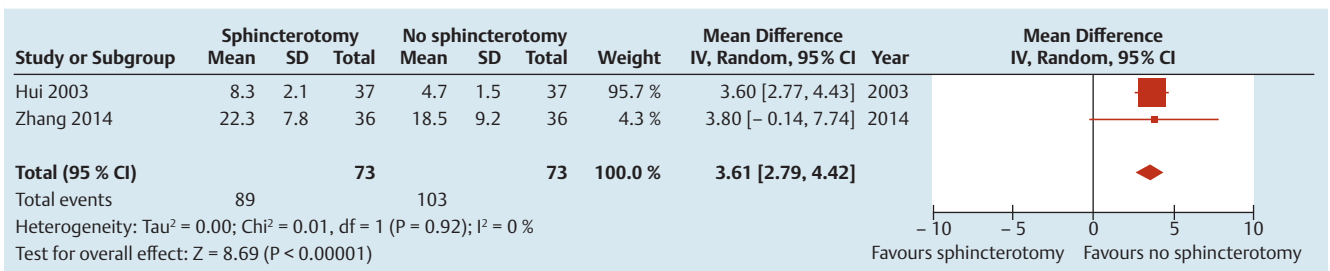 Sphincterotomy No sphincterotomy Mean Difference Mean Difference
Study or Subgroup Mean SD Total Mean SD Total Weight IV, Random, 95% CI Year IV, Random, 95% CI
Hui 2003 8.3 2.1 37 4.7 1.5 37 95.7 % 3.60 [2.77, 4.43] 2003
Zhang 2014 22.3 7.8 36 18.5 9.2 36 4.3 % 3.80 [– 0.14, 7.74] 2014
Total (95 % CI) 73 73 100.0 % 3.61 [2.79, 4.42]
Total events 89 103
Heterogeneity: Tau² = 0.00; Chi² = 0.01, df = 1 (P = 0.92); I² = 0 %
Test for overall effect: Z = 8.69 (P < 0.00001)
– 10 – 5 0 5 10
Favours sphincterotomy Favours no sphincterotomy